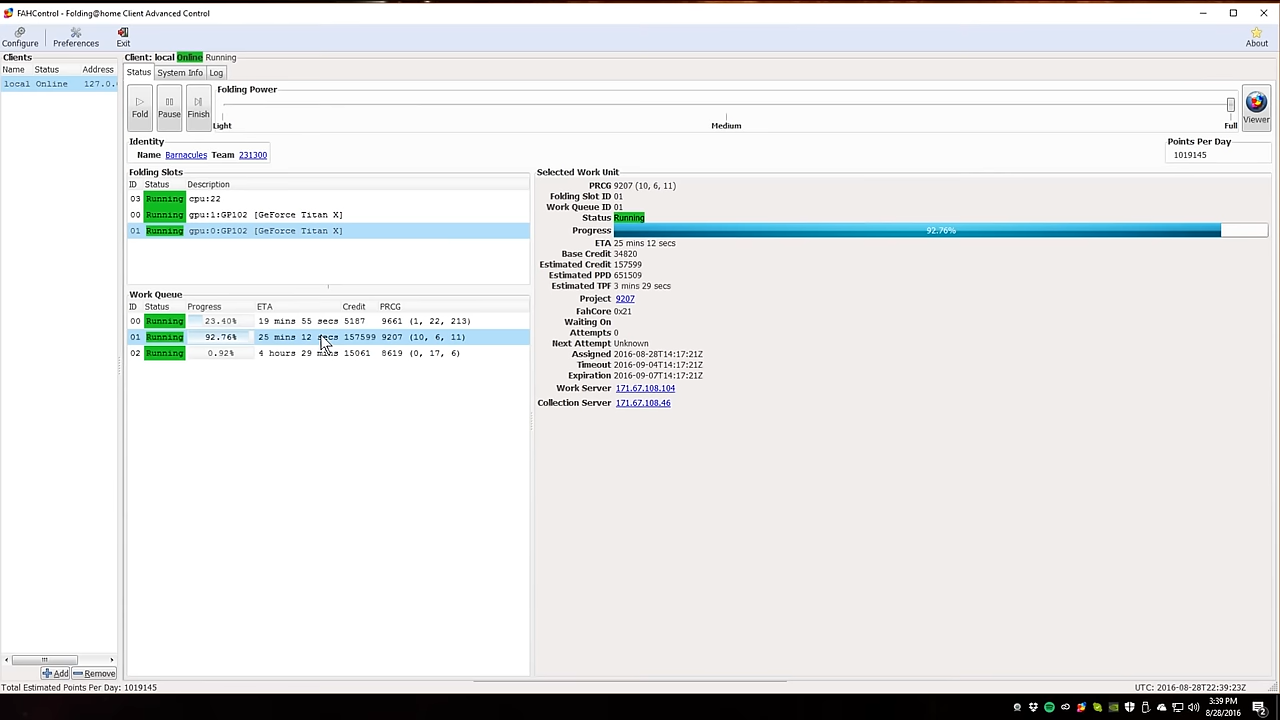 FAHControl - Folding@home Client Advanced Control
Configure Preferences Exit About
Clients
Name Status Address
local Online 127.0.
Add Remove
Client: local Online Running
Status System Info Log
Fold Pause Finish
Folding Power
Light Medium Full
Viewer
Identity
Name Barnacules Team 231300
Points Per Day
1019145
Folding Slots
ID Status Description
03 Running cpu:22
00 Running gpu:1:GP102 [GeForce Titan X]
01 Running gpu:0:GP102 [GeForce Titan X]
Work Queue
ID Status Progress ETA Credit PRCG
00 Running 23.40% 19 mins 55 secs 5187 9661 (1, 22, 213)
01 Running 92.76% 25 mins 12 secs 157599 9207 (10, 6, 11)
02 Running 0.92% 4 hours 29 mins 15061 8619 (0, 17, 6)
Selected Work Unit
PRCG 9207 (10, 6, 11)
Folding Slot ID 01
Work Queue ID 01
Status Running
Progress 92.76%
ETA 25 mins 12 secs
Base Credit 34820
Estimated Credit 157599
Estimated PPD 651509
Estimated TPF 3 mins 29 secs
Project 9207
FahCore 0x21
Waiting On
Attempts 0
Next Attempt Unknown
Assigned 2016-08-28T14:17:21Z
Timeout 2016-09-04T14:17:21Z
Expiration 2016-09-07T14:17:21Z
Work Server 171.67.108.104
Collection Server 171.67.108.46
Total Estimated Points Per Day: 1019145
UTC: 2016-08-28T22:39:23Z
3:39 PM
8/28/2016
2